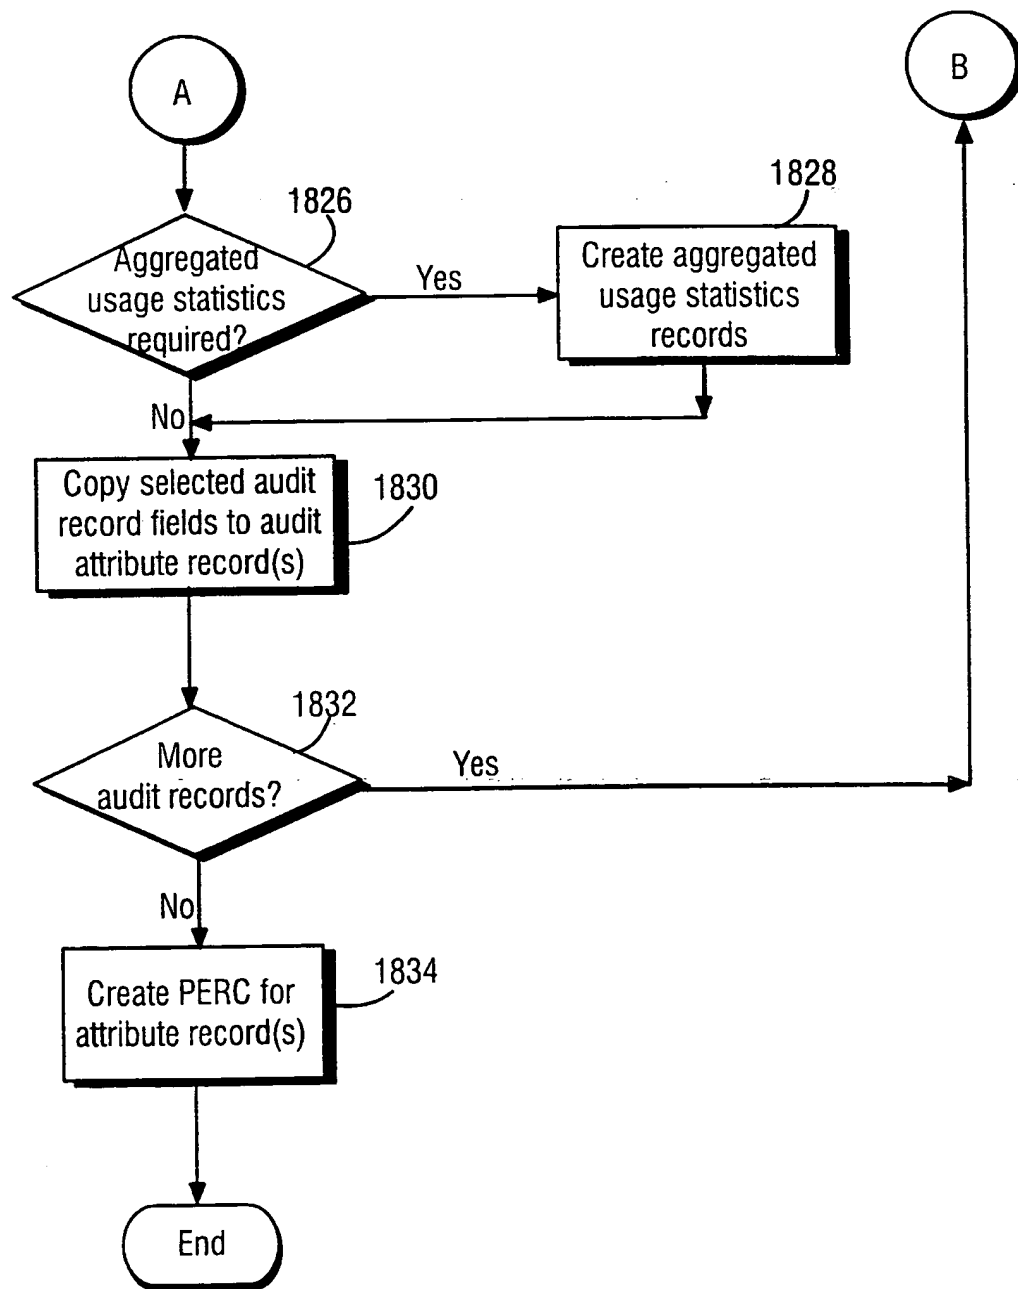 A
B
1826
1828
Aggregated
usage statistics
required?
Yes
Create aggregated
usage statistics
records
No
Copy selected audit
record fields to audit
attribute record(s)
1830
1832
More
audit records?
Yes
No
Create PERC for
attribute record(s)
1834
End